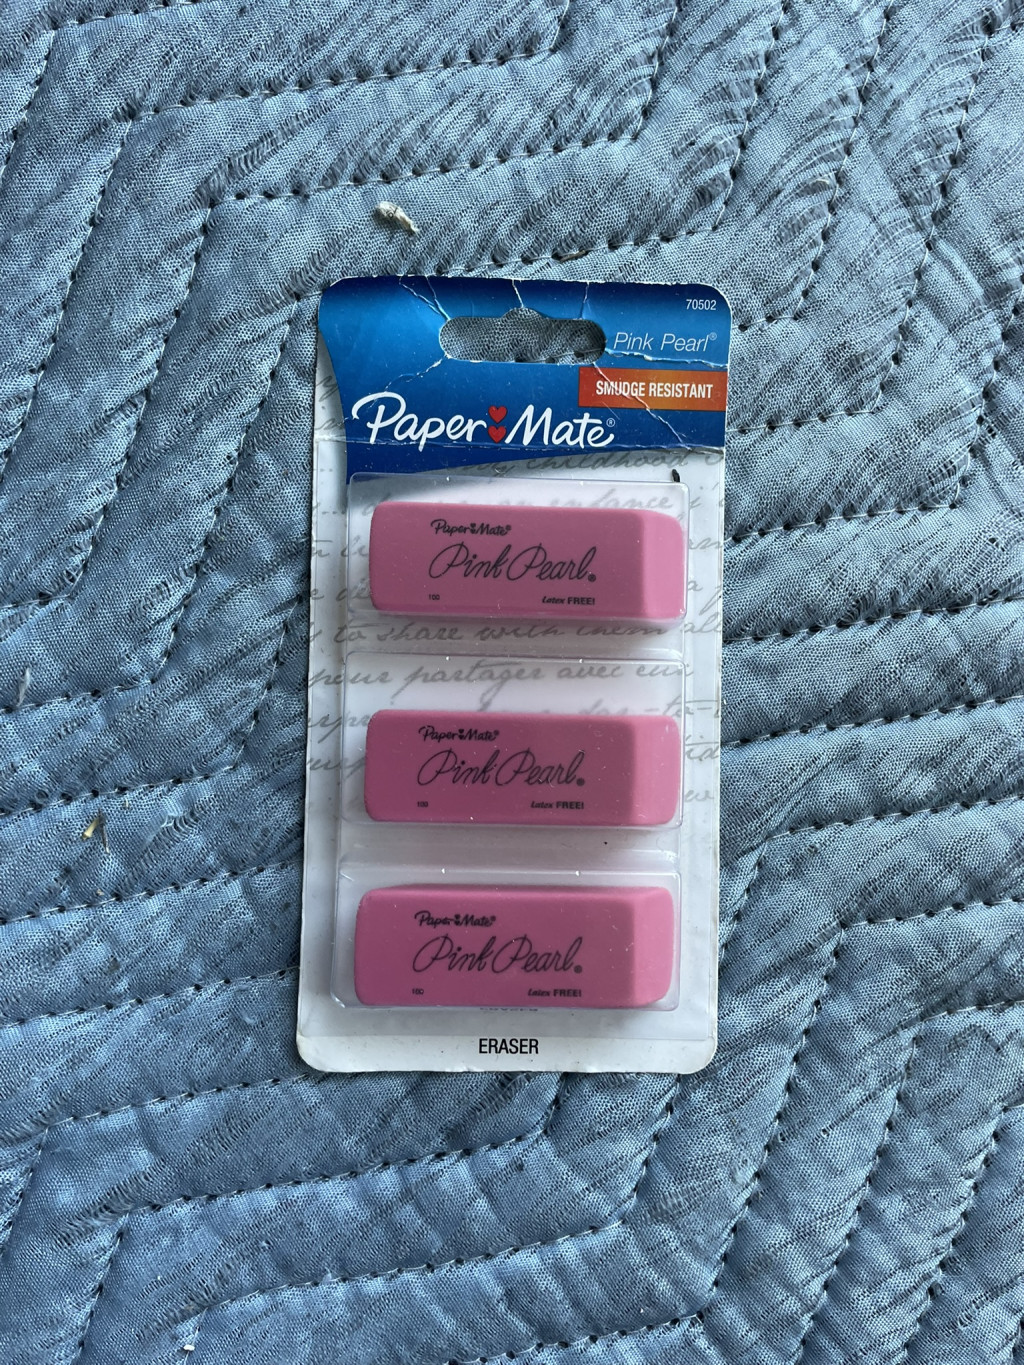 70502
Pink Pearl®
SMUDGE RESISTANT
Paper Mate®
childhood
Paper Mate®
Pink Pearl®
100
Latex FREE!
to share with them
pour partager avec eux
Paper Mate®
Pink Pearl®
100
Latex FREE!
Paper Mate®
Pink Pearl®
100
Latex FREE!
ERASER